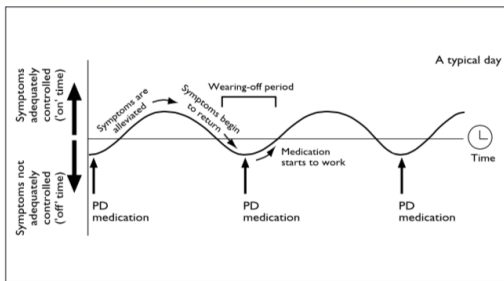 A typical day
Symptoms
adequately
controlled
('on' time)
Symptoms not
adequately
controlled
('off' time)
Symptoms are
alleviated
Symptoms begin
to return
Wearing-off period
Medication
starts to work
Time
PD
medication
PD
medication
PD
medication